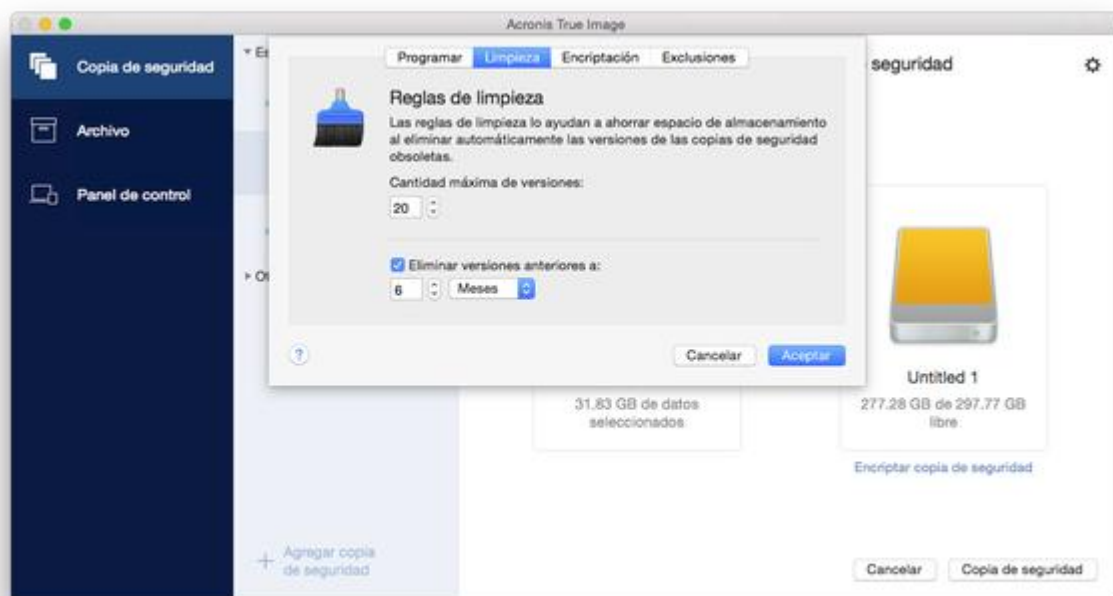 Acronis True Image
Copia de seguridad
Archivo
Panel de control
Programar
Limpieza
Encriptación
Exclusiones
Reglas de limpieza
Las reglas de limpieza lo ayudan a ahorrar espacio de almacenamiento
al eliminar automáticamente las versiones de las copias de seguridad
obsoletas.
Cantidad máxima de versiones:
20
Eliminar versiones anteriores a:
6
Meses
?
Cancelar
Aceptar
seguridad
31,83 GB de datos
seleccionados
Untitled 1
277.28 GB de 297.77 GB
libre
Encriptar copia de seguridad
Agregar copia
de seguridad
Cancelar
Copia de seguridad